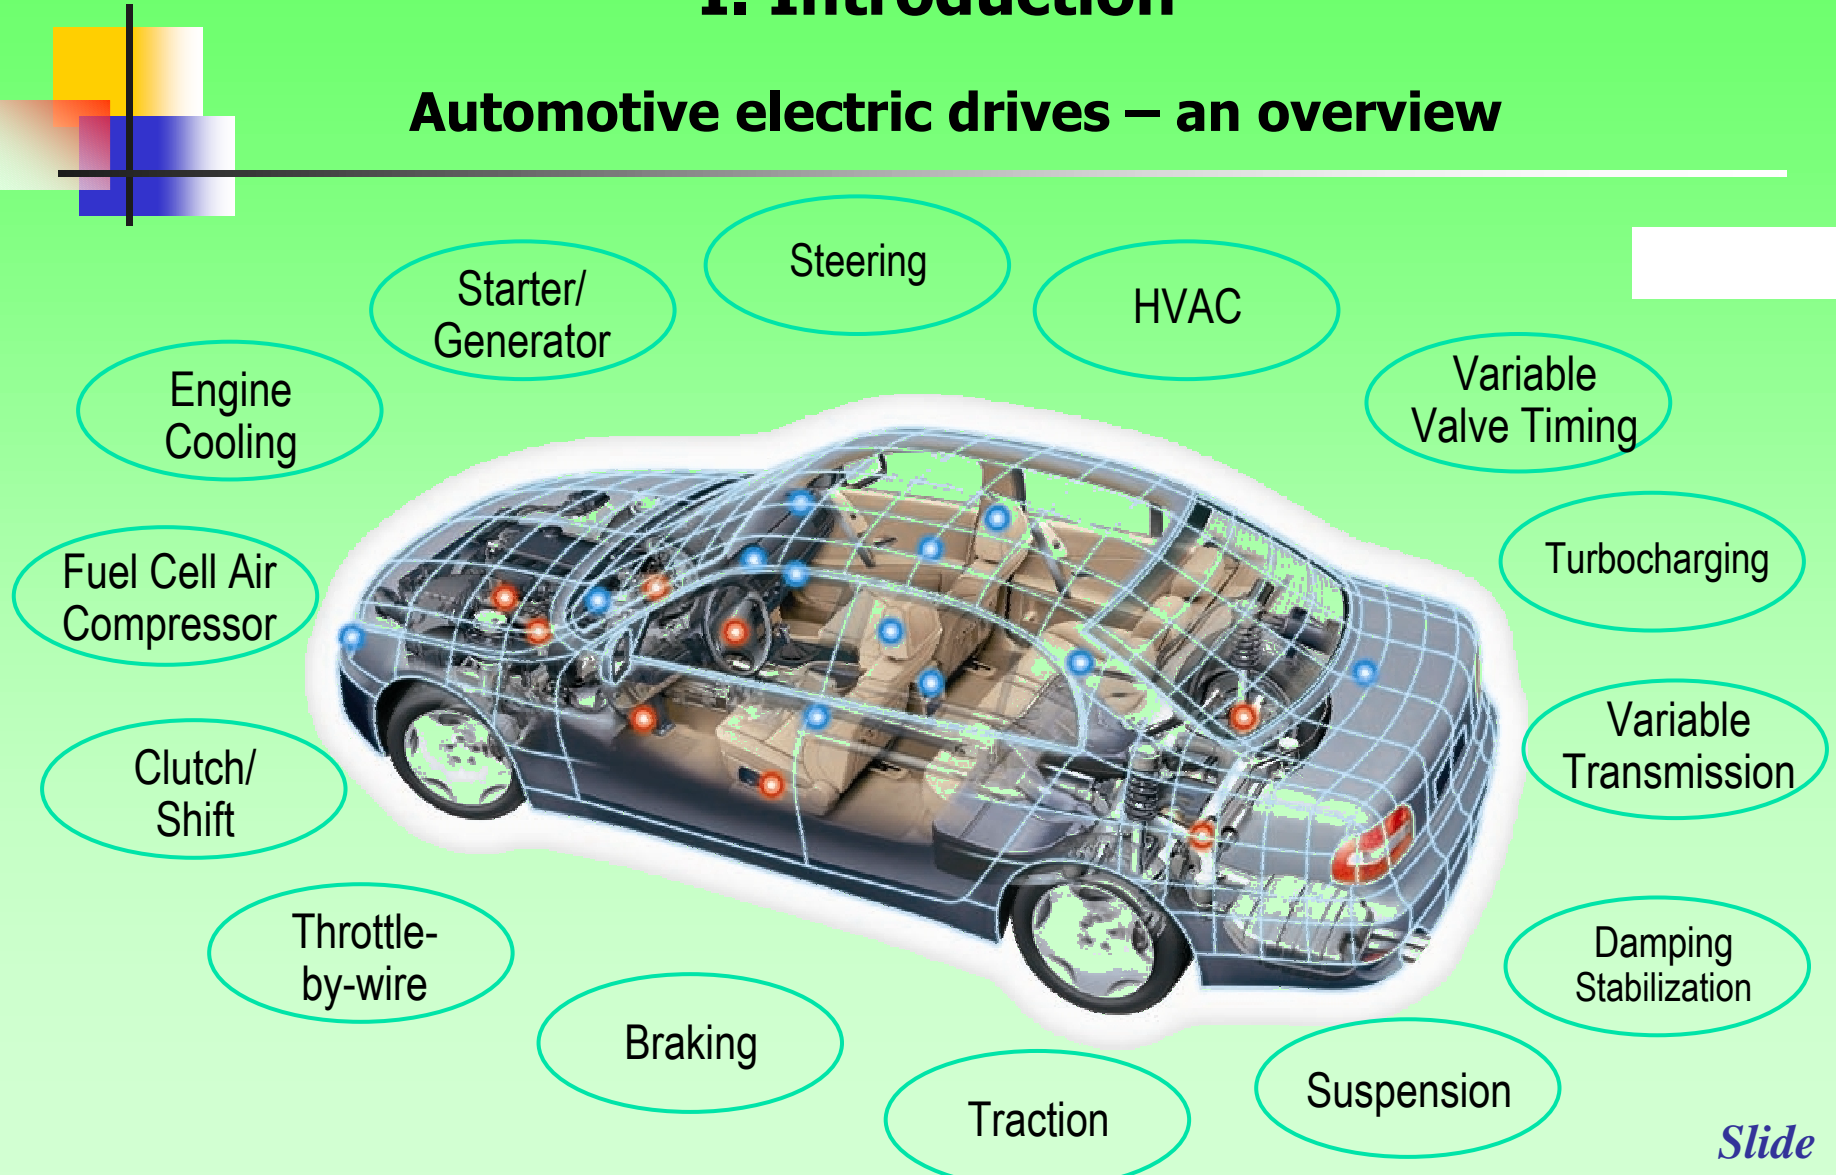 I. Introduction
Automotive electric drives – an overview
Steering
Starter/
Generator
HVAC
Engine
Cooling
Variable
Valve Timing
Fuel Cell Air
Compressor
Turbocharging
Clutch/
Shift
Variable
Transmission
Throttle-
by-wire
Damping
Stabilization
Braking
Suspension
Traction
Slide